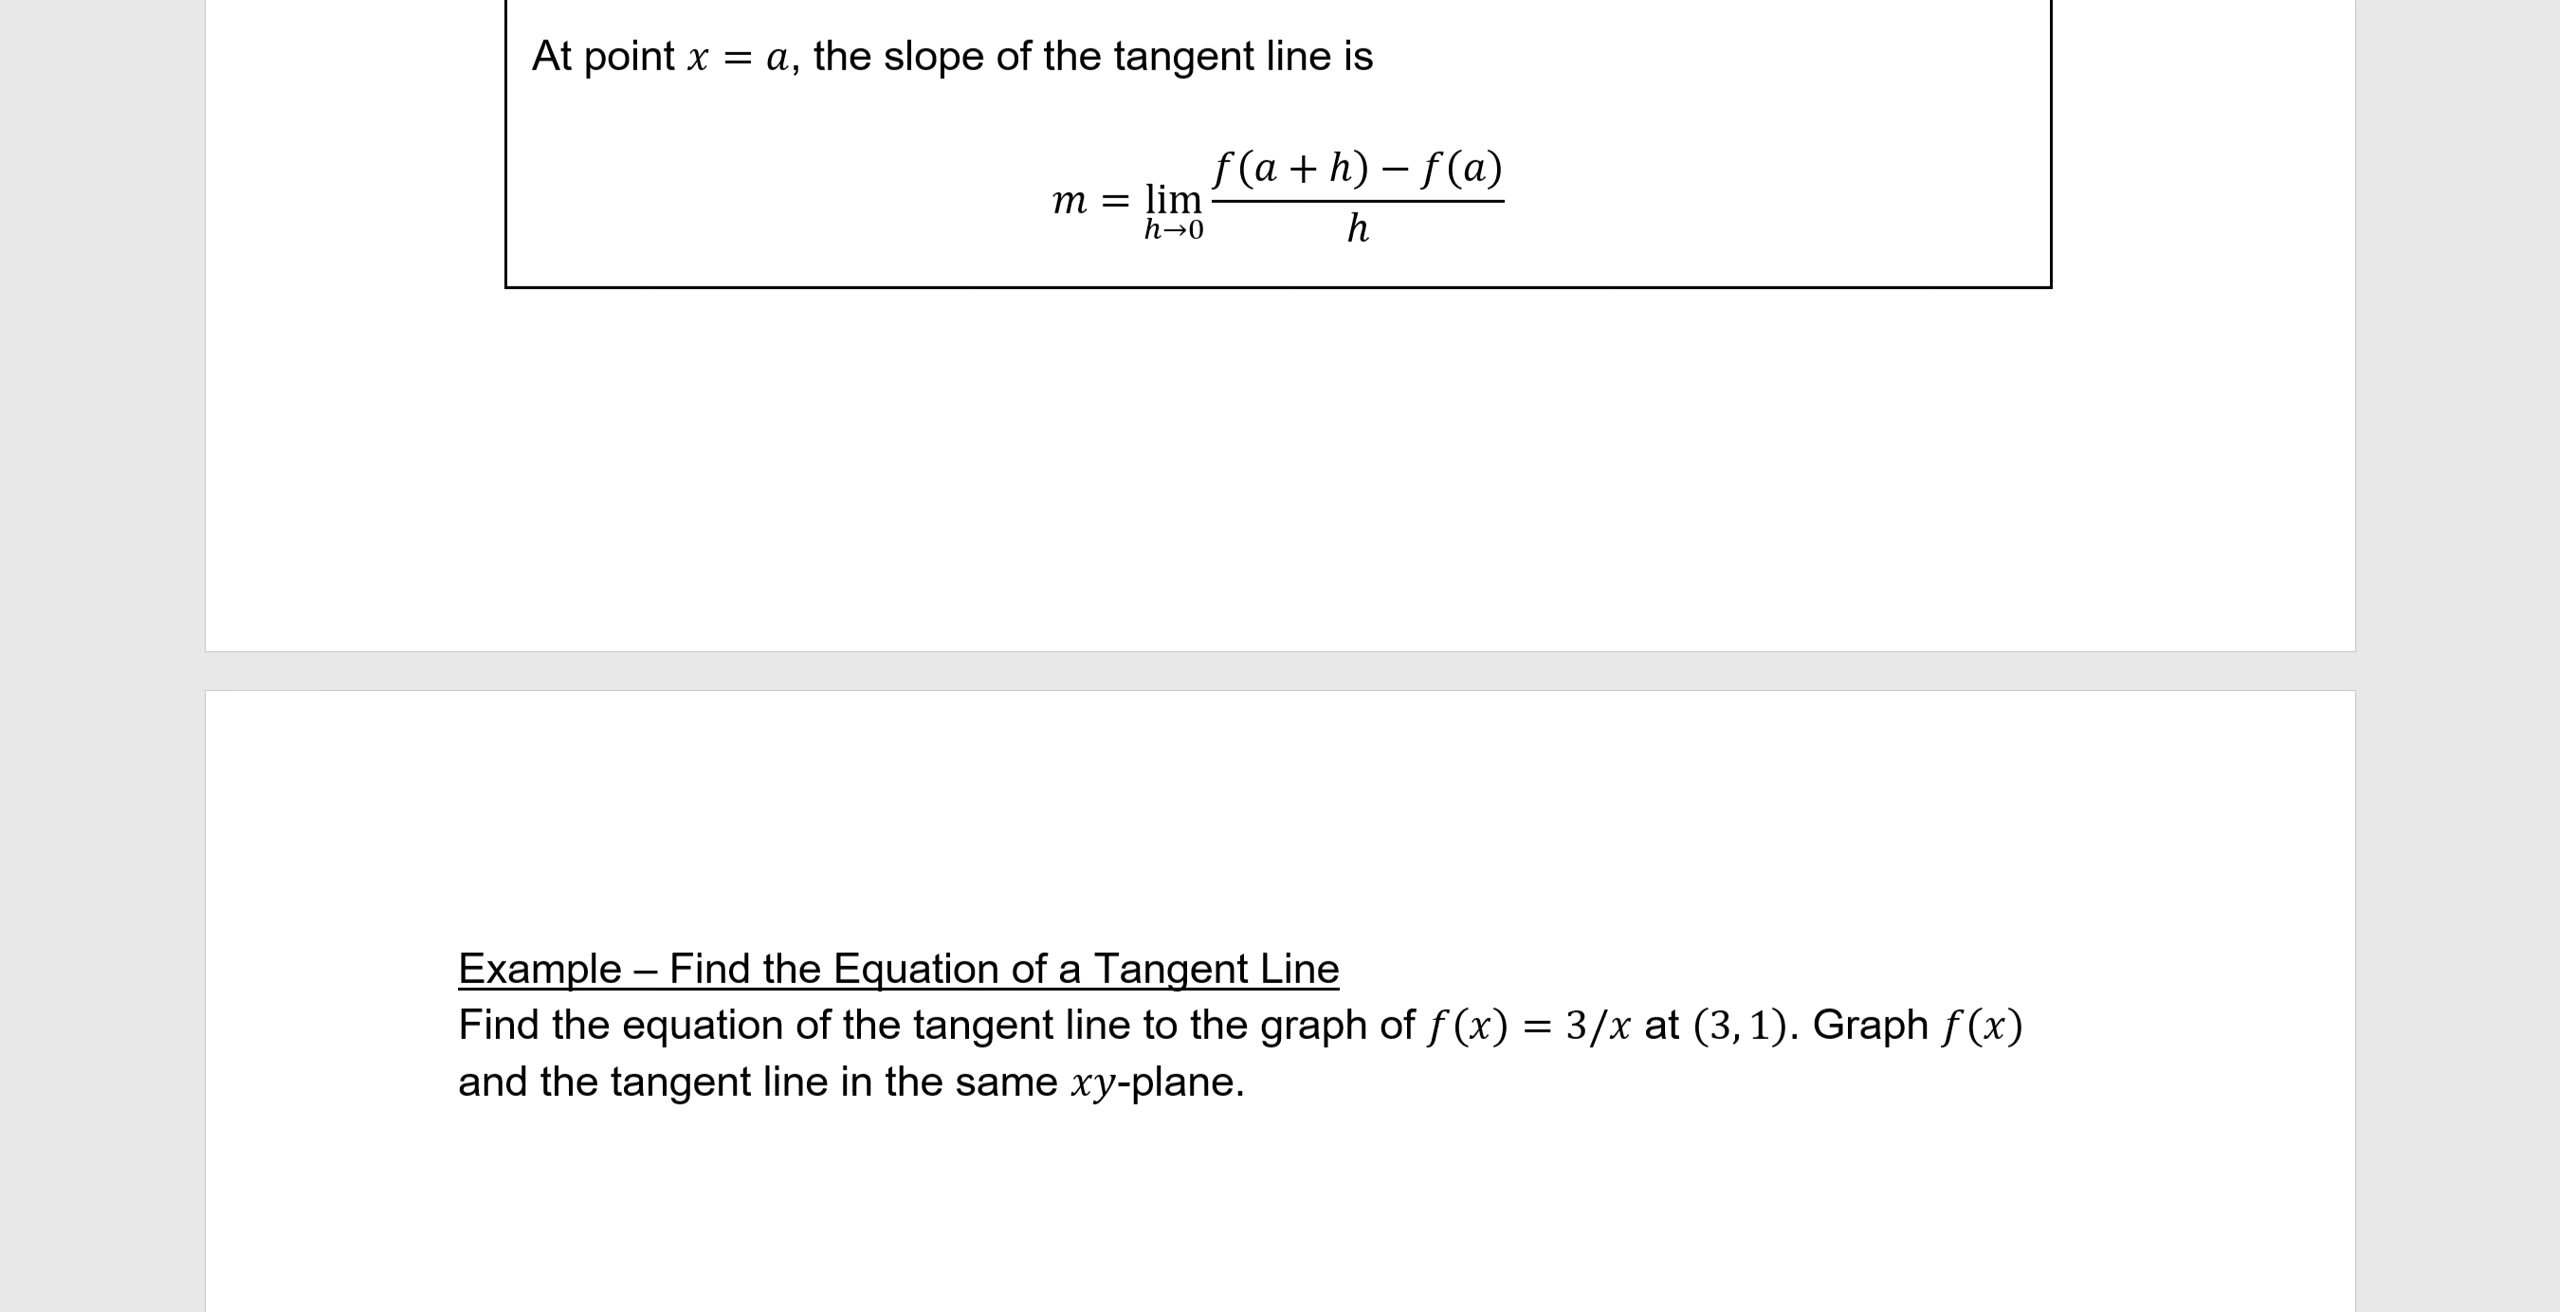 At point x = a, the slope of the tangent line is
m = lim h→0 f(a + h) − f(a) / h
Example – Find the Equation of a Tangent Line
Find the equation of the tangent line to the graph of f(x) = 3/x at (3, 1). Graph f(x)
and the tangent line in the same xy-plane.